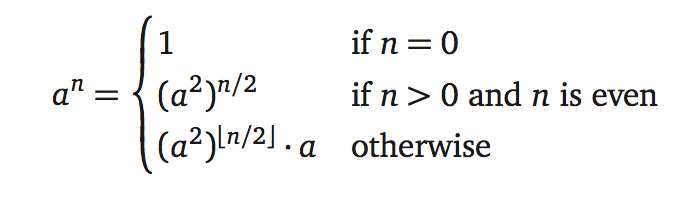 1 if n = 0
aⁿ = { (a²)ⁿ/² if n > 0 and n is even
(a²)^⌊n/2⌋ · a otherwise